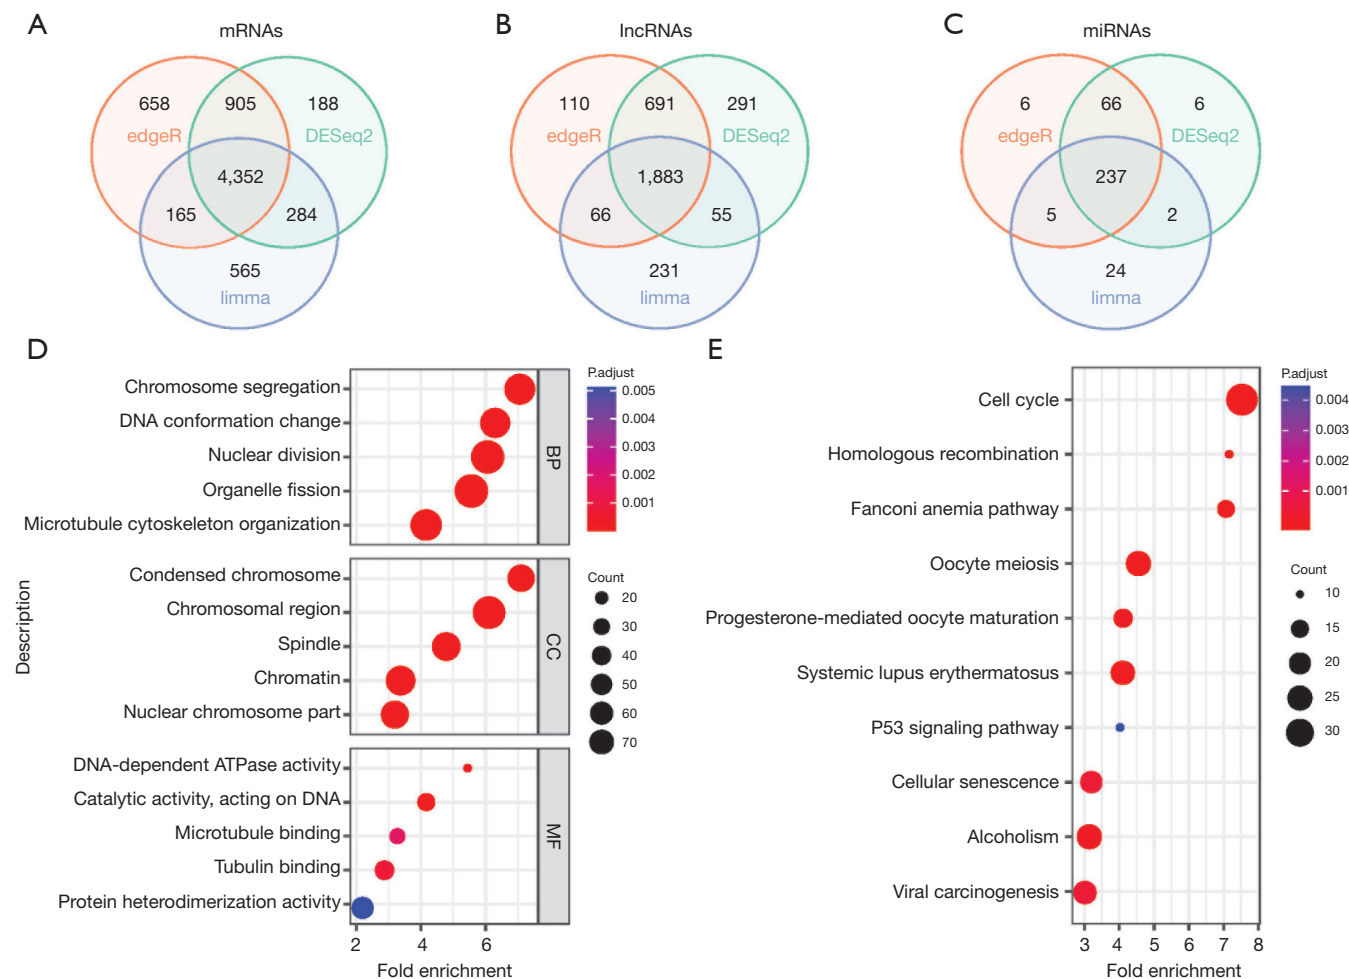 A
mRNAs
658
905
188
edgeR
DESeq2
4,352
165
284
565
limma
B
lncRNAs
110
691
291
edgeR
DESeq2
1,883
66
55
231
limma
C
miRNAs
6
66
6
edgeR
DESeq2
237
5
2
24
limma
D
Description
Chromosome segregation
DNA conformation change
Nuclear division
Organelle fission
Microtubule cytoskeleton organization
BP
Condensed chromosome
Chromosomal region
Spindle
Chromatin
Nuclear chromosome part
CC
DNA-dependent ATPase activity
Catalytic activity, acting on DNA
Microtubule binding
Tubulin binding
Protein heterodimerization activity
MF
2 4 6
Fold enrichment
P.adjust
0.005
0.004
0.003
0.002
0.001
Count
20
30
40
50
60
70
E
Cell cycle
Homologous recombination
Fanconi anemia pathway
Oocyte meiosis
Progesterone-mediated oocyte maturation
Systemic lupus erythermatosus
P53 signaling pathway
Cellular senescence
Alcoholism
Viral carcinogenesis
3 4 5 6 7 8
Fold enrichment
P.adjust
0.004
0.003
0.002
0.001
Count
10
15
20
25
30